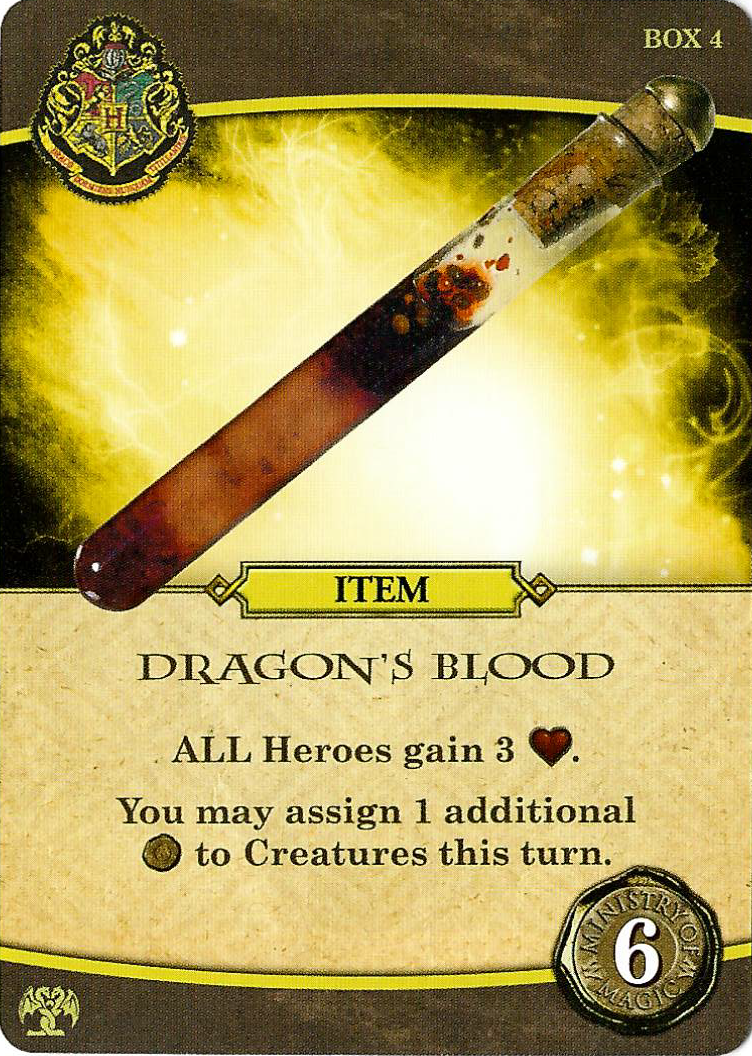 BOX 4
ITEM
DRAGON'S BLOOD
ALL Heroes gain 3 .
You may assign 1 additional
to Creatures this turn.
MINISTRY OF
MAGIC
6